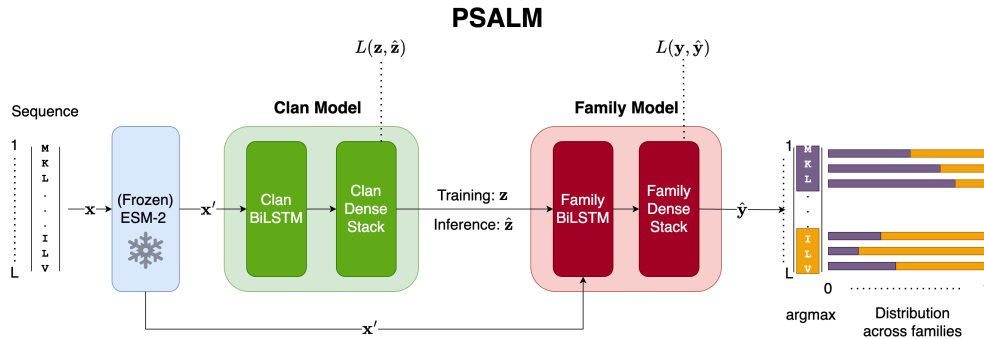 PSALM
L(z, ẑ)
L(y, ŷ)
Clan Model
Family Model
Sequence
1
M
K
L
.
.
.
I
L
V
L
x
(Frozen)
ESM-2
x′
Clan
BiLSTM
Clan
Dense
Stack
Training: z
Inference: ẑ
Family
BiLSTM
Family
Dense
Stack
ŷ
x′
1
M
K
L
.
.
.
I
L
V
L
0
argmax
Distribution
across families